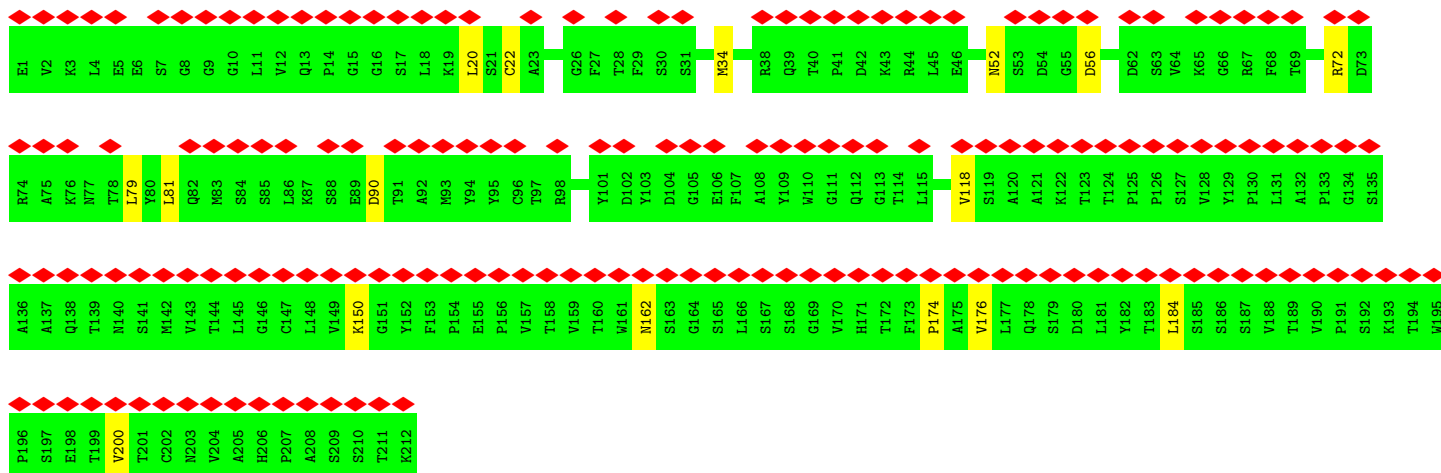 E1 V2 K3 L4 E5 E6 S7 G8 G9 G10 L11 V12 Q13 P14 G15 G16 S17 L18 K19 L20 S21 C22 A23 G26 F27 T28 F29 S30 S31 M34 R38 Q39 T40 P41 D42 K43 R44 L45 E46 N52 S53 D54 G55 D56 D62 S63 V64 K65 G66 R67 F68 T69 R72 D73
R74 A75 K76 N77 T78 L79 Y80 L81 Q82 M83 S84 S85 L86 K87 S88 E89 D90 T91 A92 M93 Y94 Y95 C96 T97 R98 Y101 D102 Y103 D104 G105 E106 F107 A108 Y109 W110 G111 Q112 G113 T114 L115 V118 S119 A120 A121 K122 T123 T124 P125 P126 S127 V128 Y129 P130 L131 A132 P133 G134 S135
A136 A137 Q138 T139 N140 S141 M142 V143 T144 L145 G146 C147 L148 V149 K150 G151 Y152 F153 P154 E155 P156 V157 T158 V159 T160 W161 N162 S163 G164 S165 L166 S167 S168 G169 V170 H171 T172 F173 P174 A175 V176 L177 Q178 S179 D180 L181 Y182 T183 L184 S185 S186 S187 V188 T189 V190 P191 S192 K193 T194 W195
P196 S197 E198 T199 V200 T201 C202 N203 V204 A205 H206 P207 A208 S209 S210 T211 K212